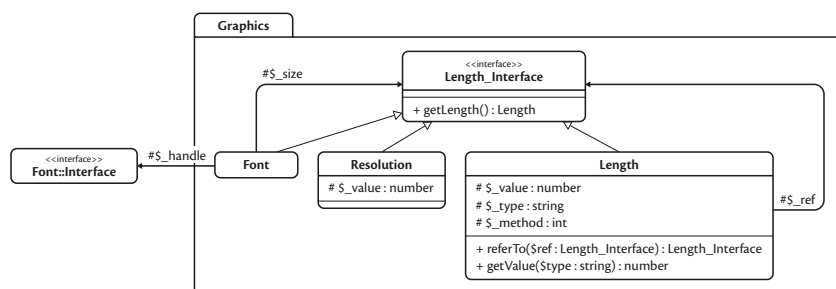 Graphics
<<interface>>
Length_Interface
+ getLength() : Length
#$_size
<<interface>>
Font::Interface
#$_handle
Font
Resolution
# $_value : number
Length
# $_value : number
# $_type : string
# $_method : int
+ referTo($ref : Length_Interface) : Length_Interface
+ getValue($type : string) : number
#$_ref